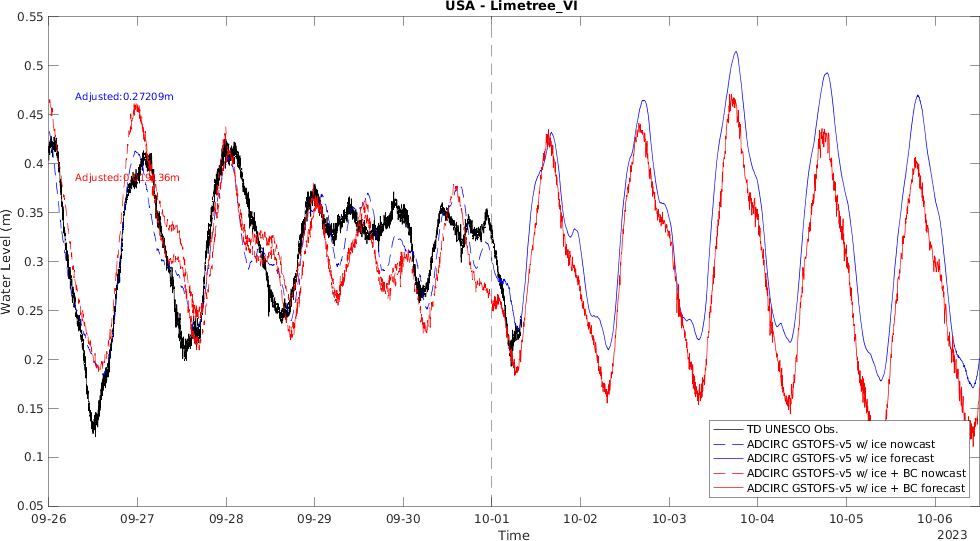 USA - Limetree_VI
0.55
0.5
0.45
0.4
0.35
0.3
0.25
0.2
0.15
0.1
0.05
Water Level (m)
Adjusted:0.27209m
TD UNESCO Obs.
ADCIRC GSTOFS-v5 w/ ice nowcast
ADCIRC GSTOFS-v5 w/ ice forecast
ADCIRC GSTOFS-v5 w/ ice + BC nowcast
ADCIRC GSTOFS-v5 w/ ice + BC forecast
09-26 09-27 09-28 09-29 09-30 10-01 10-02 10-03 10-04 10-05 10-06
Time
2023